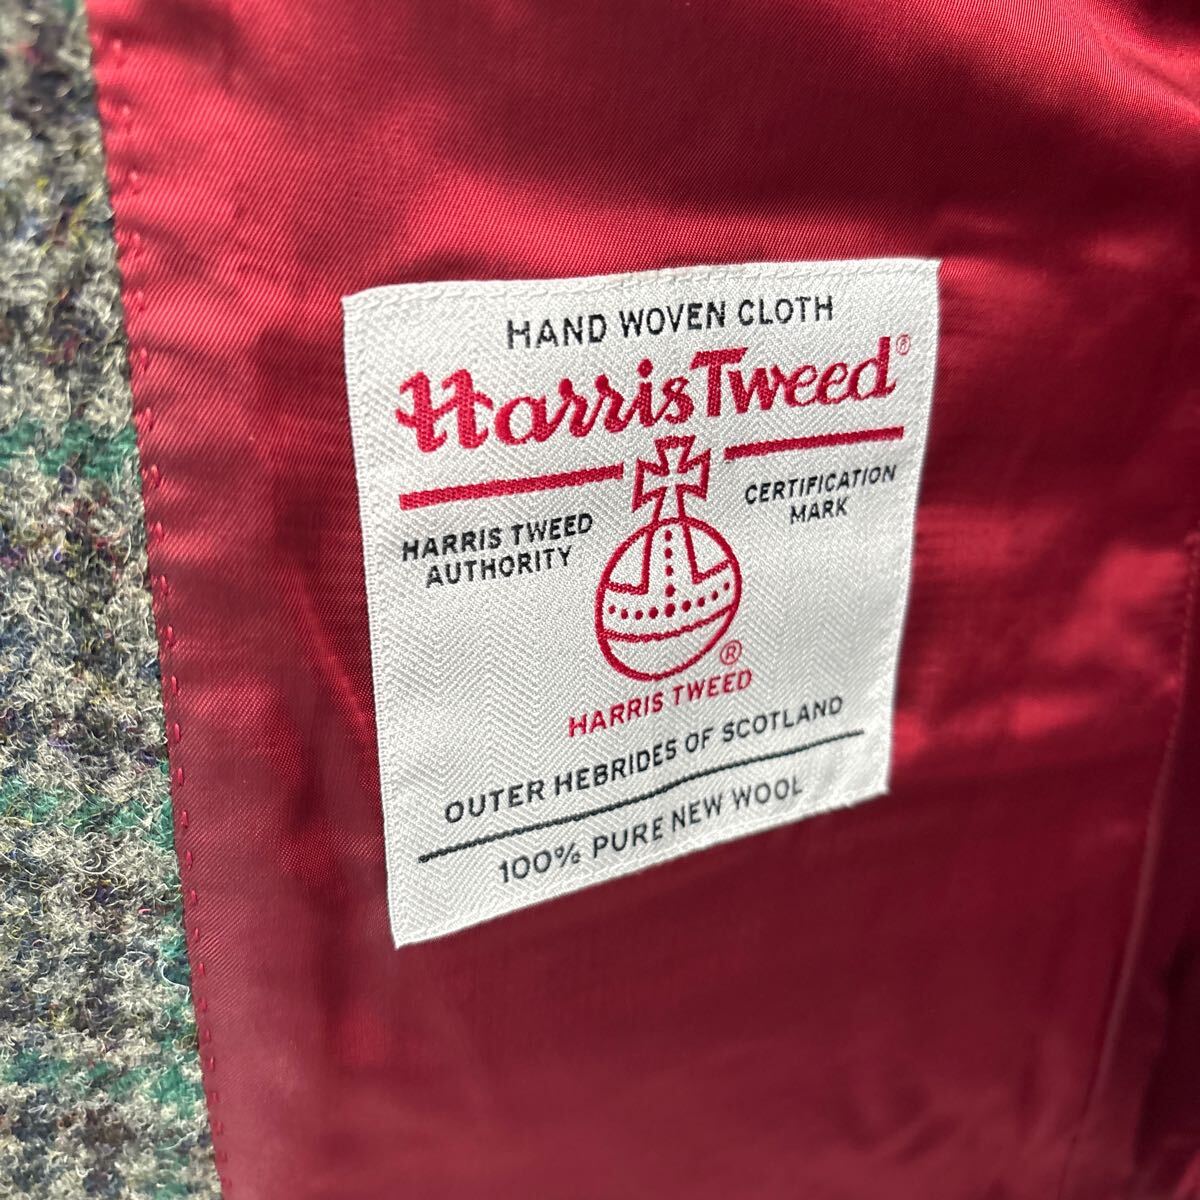 HAND WOVEN CLOTH
Harris Tweed®
HARRIS TWEED
AUTHORITY
CERTIFICATION
MARK
®
HARRIS TWEED
OUTER HEBRIDES OF SCOTLAND
100% PURE NEW WOOL